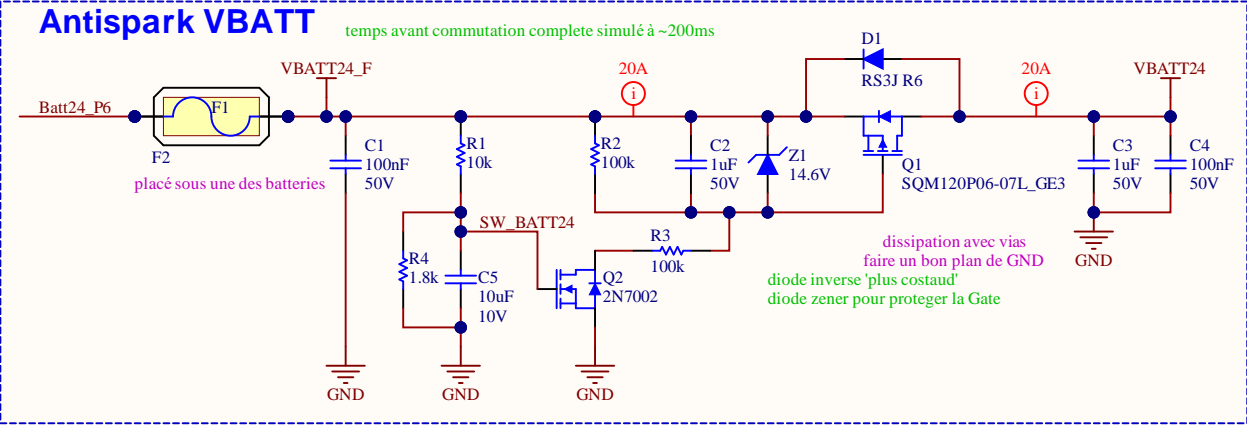 Antispark VBATT
temps avant commutation complete simulé à ~200ms
D1
RS3J R6
VBATT24_F
20A
i
20A
i
VBATT24
Batt24_P6
F1
F2
C1
100nF
50V
R1
10k
R2
100k
C2
1uF
50V
Z1
14.6V
Q1
SQM120P06-07L_GE3
C3
1uF
50V
C4
100nF
50V
placé sous une des batteries
SW_BATT24
R3
100k
R4
1.8k
C5
10uF
10V
Q2
2N7002
dissipation avec vias
faire un bon plan de GND
diode inverse 'plus costaud'
diode zener pour proteger la Gate
GND
GND
GND
GND